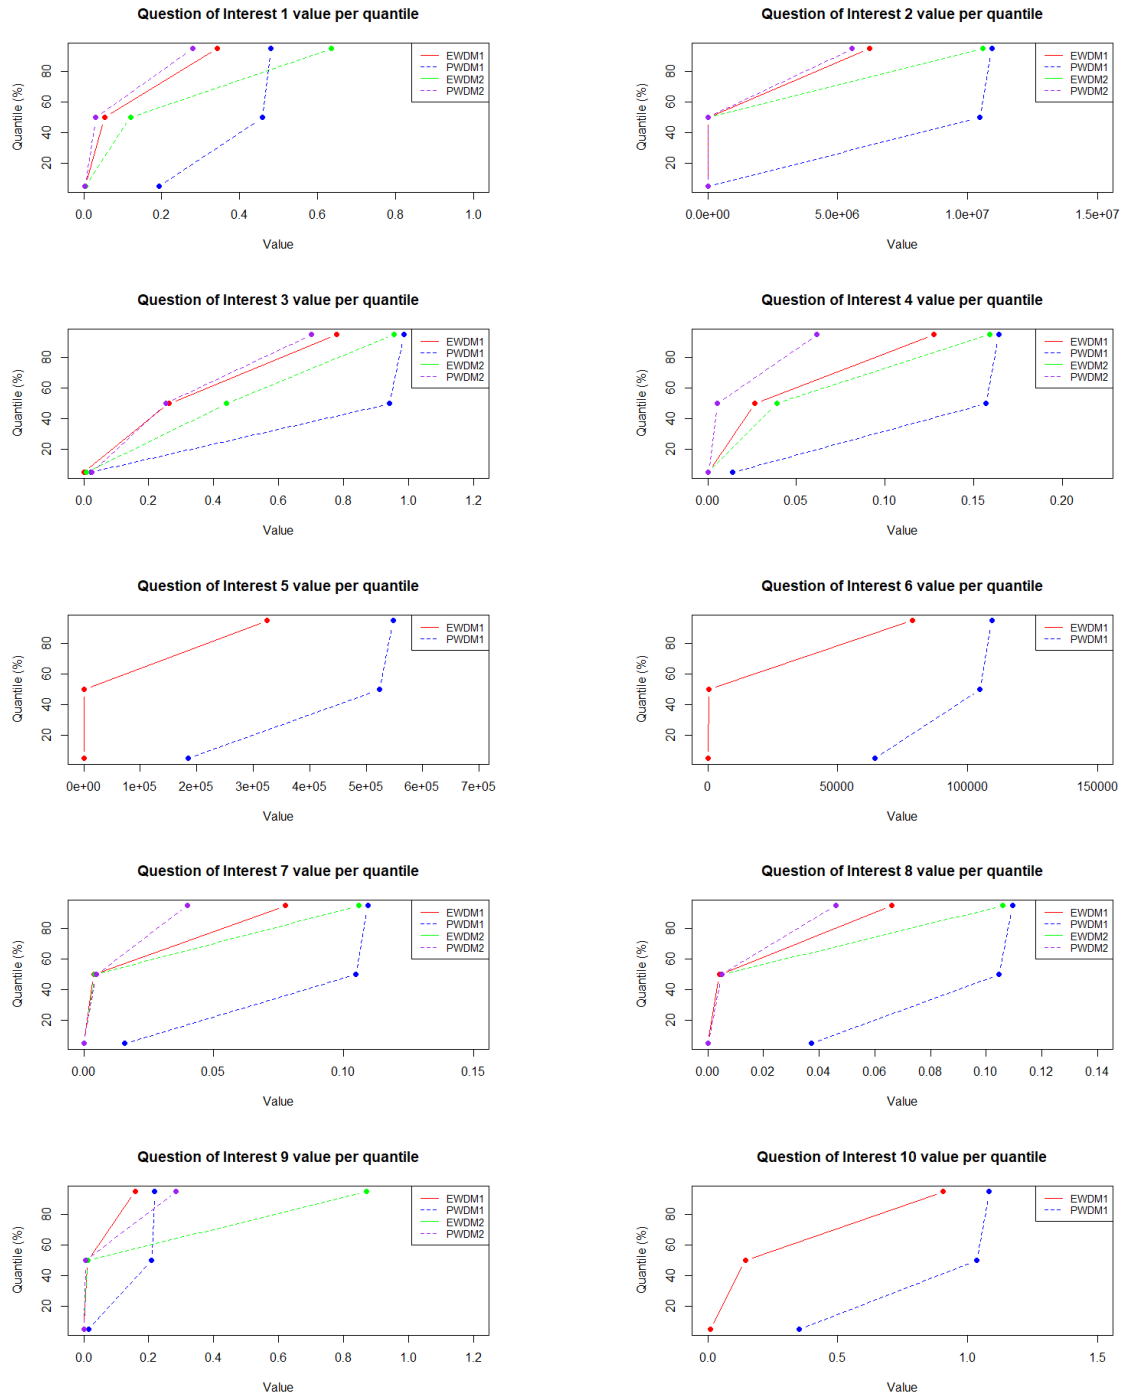 Question of Interest 1 value per quantile
Quantile (%)
20 40 60 80
EWDM1
PWDM1
EWDM2
PWDM2
0.0 0.2 0.4 0.6 0.8 1.0
Value
Question of Interest 2 value per quantile
Quantile (%)
20 40 60 80
EWDM1
PWDM1
EWDM2
PWDM2
0.0e+00 5.0e+06 1.0e+07 1.5e+07
Value
Question of Interest 3 value per quantile
Quantile (%)
20 40 60 80
EWDM1
PWDM1
EWDM2
PWDM2
0.0 0.2 0.4 0.6 0.8 1.0 1.2
Value
Question of Interest 4 value per quantile
Quantile (%)
20 40 60 80
EWDM1
PWDM1
EWDM2
PWDM2
0.00 0.05 0.10 0.15 0.20
Value
Question of Interest 5 value per quantile
Quantile (%)
20 40 60 80
EWDM1
PWDM1
0e+00 1e+05 2e+05 3e+05 4e+05 5e+05 6e+05 7e+05
Value
Question of Interest 6 value per quantile
Quantile (%)
20 40 60 80
EWDM1
PWDM1
0 50000 100000 150000
Value
Question of Interest 7 value per quantile
Quantile (%)
20 40 60 80
EWDM1
PWDM1
EWDM2
PWDM2
0.00 0.05 0.10 0.15
Value
Question of Interest 8 value per quantile
Quantile (%)
20 40 60 80
EWDM1
PWDM1
EWDM2
PWDM2
0.00 0.02 0.04 0.06 0.08 0.10 0.12 0.14
Value
Question of Interest 9 value per quantile
Quantile (%)
20 40 60 80
EWDM1
PWDM1
EWDM2
PWDM2
0.0 0.2 0.4 0.6 0.8 1.0 1.2
Value
Question of Interest 10 value per quantile
Quantile (%)
20 40 60 80
EWDM1
PWDM1
0.0 0.5 1.0 1.5
Value